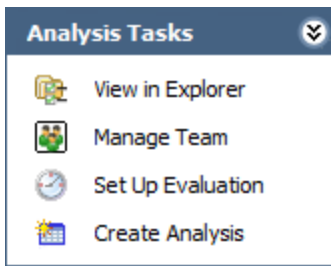 Analysis Tasks
View in Explorer
Manage Team
Set Up Evaluation
Create Analysis